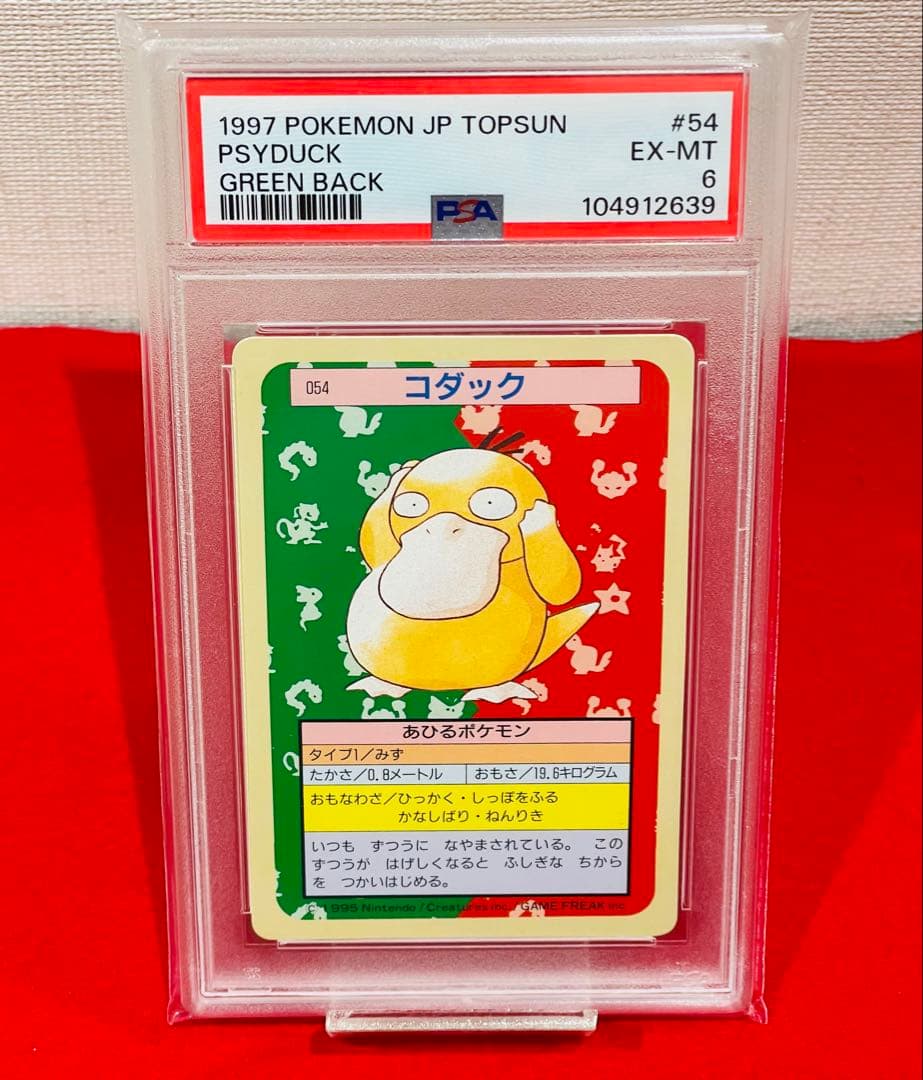 1997 POKEMON JP TOPSUN #54
PSYDUCK EX-MT
GREEN BACK 6
PSA 104912639
054 コダック
あひるポケモン
タイプ1/みず
たかさ/0.8メートル おもさ/19.6キログラム
おもなわざ/ひっかく・しっぽをふる
かなしばり・ねんりき
いつも ずつうに なやまされている。 この
ずつうが はげしくなると ふしぎな ちから
を つかいはじめる。
© 1995 Nintendo / Creatures inc. / GAME FREAK inc.